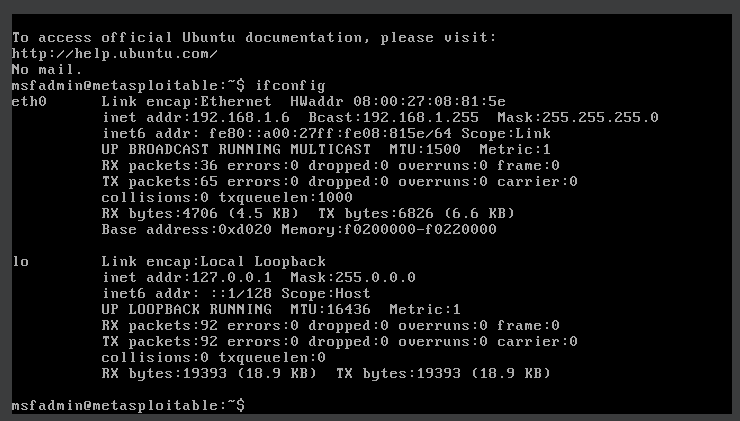 To access official Ubuntu documentation, please visit:
http://help.ubuntu.com/
No mail.
msfadmin@metasploitable:~$ ifconfig
eth0      Link encap:Ethernet  HWaddr 08:00:27:08:81:5e
          inet addr:192.168.1.6  Bcast:192.168.1.255  Mask:255.255.255.0
          inet6 addr: fe80::a00:27ff:fe08:815e/64 Scope:Link
          UP BROADCAST RUNNING MULTICAST  MTU:1500  Metric:1
          RX packets:36 errors:0 dropped:0 overruns:0 frame:0
          TX packets:65 errors:0 dropped:0 overruns:0 carrier:0
          collisions:0 txqueuelen:1000
          RX bytes:4706 (4.5 KB)  TX bytes:6826 (6.6 KB)
          Base address:0xd020 Memory:f0200000-f0220000
lo        Link encap:Local Loopback
          inet addr:127.0.0.1  Mask:255.0.0.0
          inet6 addr: ::1/128 Scope:Host
          UP LOOPBACK RUNNING  MTU:16436  Metric:1
          RX packets:92 errors:0 dropped:0 overruns:0 frame:0
          TX packets:92 errors:0 dropped:0 overruns:0 carrier:0
          collisions:0 txqueuelen:0
          RX bytes:19393 (18.9 KB)  TX bytes:19393 (18.9 KB)
msfadmin@metasploitable:~$